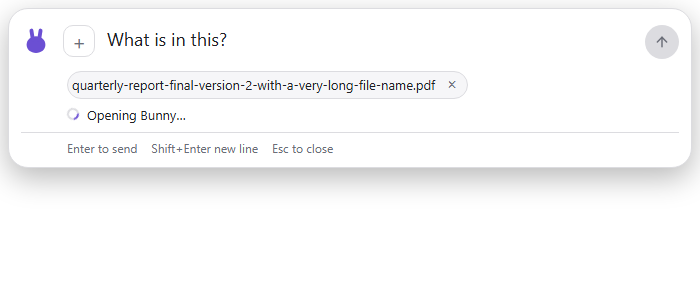 What is in this?
quarterly-report-final-version-2-with-a-very-long-file-name.pdf ×
Opening Bunny...
Enter to send Shift+Enter new line Esc to close